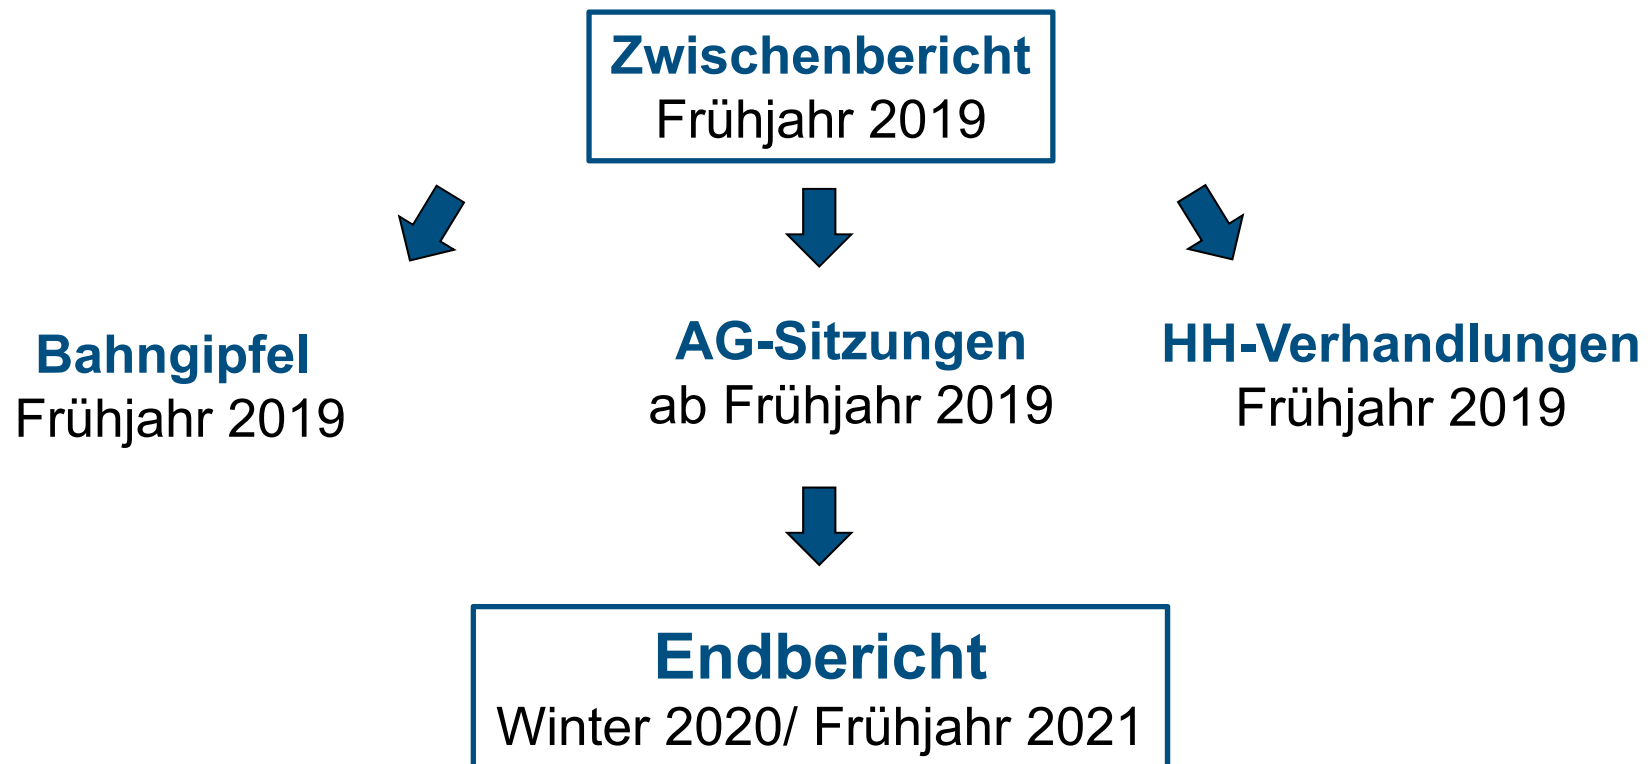 Zwischenbericht
Frühjahr 2019
Bahngipfel
Frühjahr 2019
AG-Sitzungen
ab Frühjahr 2019
HH-Verhandlungen
Frühjahr 2019
Endbericht
Winter 2020/ Frühjahr 2021